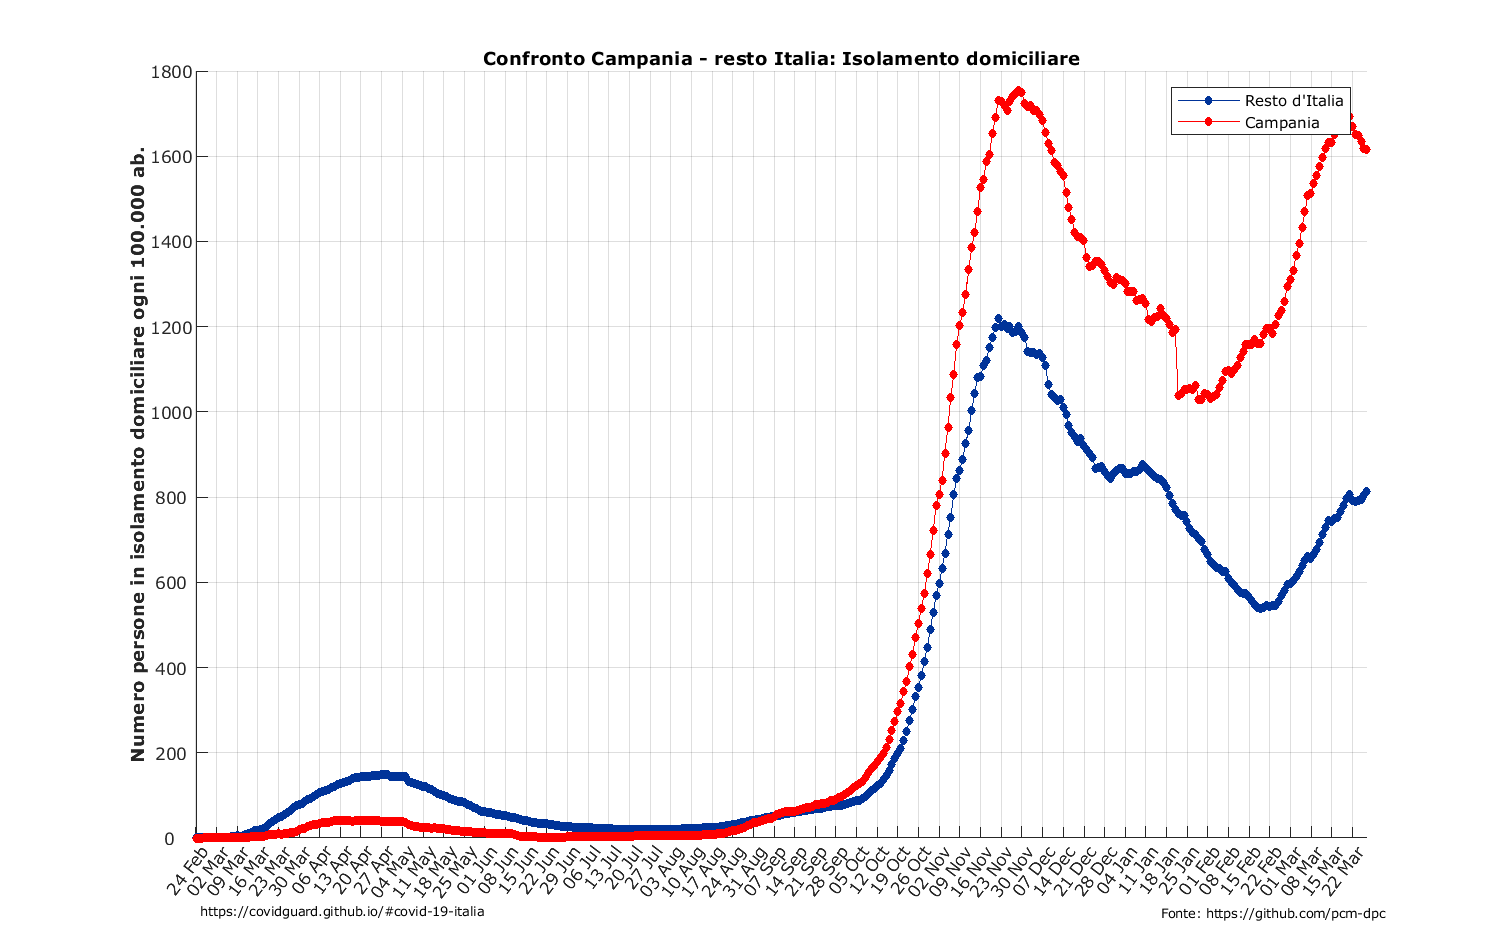 Confronto Campania - resto Italia: Isolamento domiciliare
Numero persone in isolamento domiciliare ogni 100.000 ab.
1800
1600
1400
1200
1000
800
600
400
200
0
Resto d'Italia
Campania
24 Feb
02 Mar
09 Mar
16 Mar
23 Mar
30 Mar
06 Apr
13 Apr
20 Apr
27 Apr
04 May
11 May
18 May
25 May
01 Jun
08 Jun
15 Jun
22 Jun
29 Jun
06 Jul
13 Jul
20 Jul
27 Jul
03 Aug
10 Aug
17 Aug
24 Aug
31 Aug
07 Sep
14 Sep
21 Sep
28 Sep
05 Oct
12 Oct
19 Oct
26 Oct
02 Nov
09 Nov
16 Nov
23 Nov
30 Nov
07 Dec
14 Dec
21 Dec
28 Dec
04 Jan
11 Jan
18 Jan
25 Jan
01 Feb
08 Feb
15 Feb
22 Feb
01 Mar
08 Mar
15 Mar
22 Mar
https://covidguard.github.io/#covid-19-italia
Fonte: https://github.com/pcm-dpc